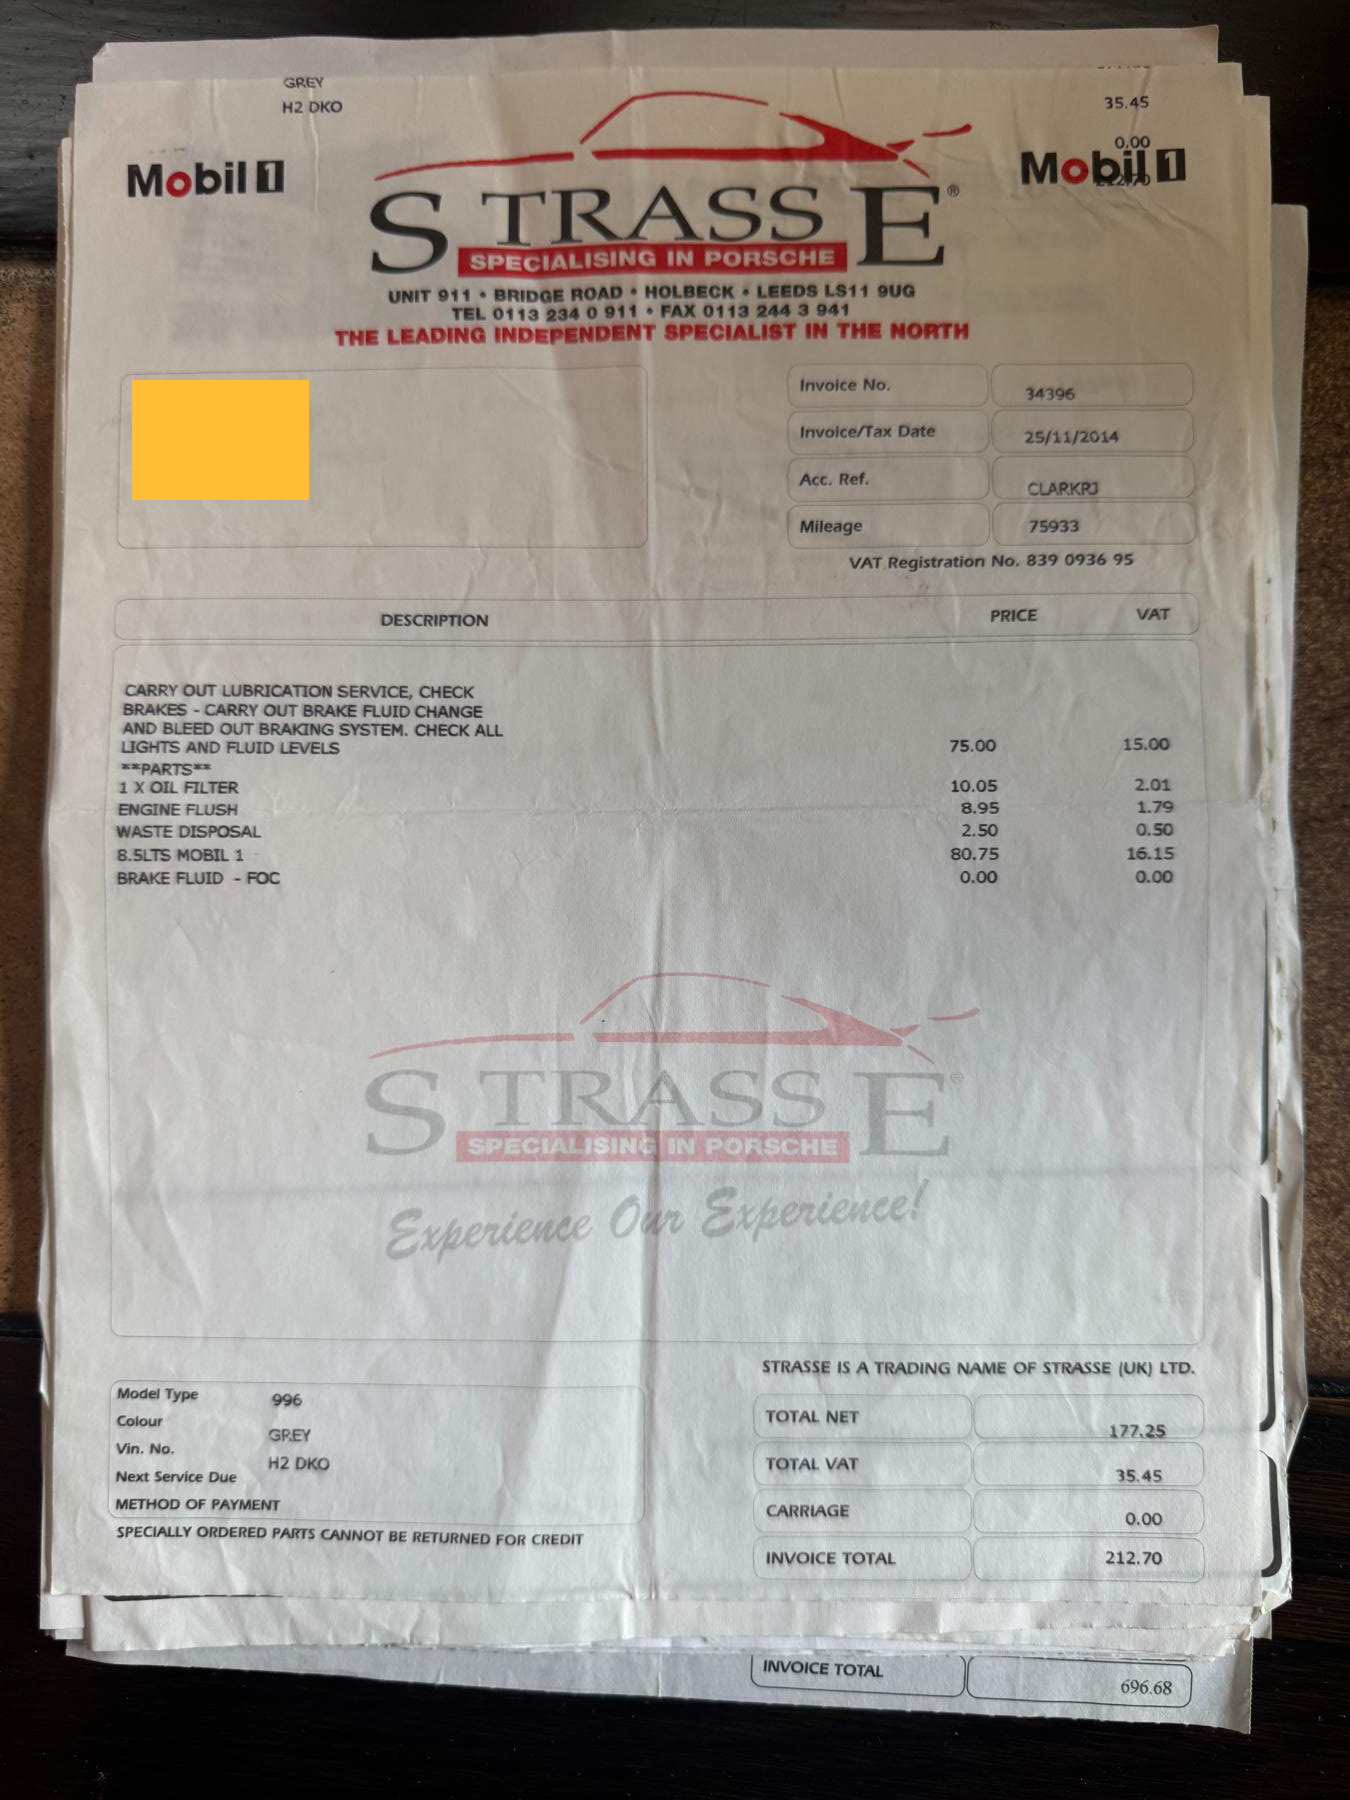 GREY
H2 DKO
35.45
0.00
212.70
Mobil 1
Mobil 1
STRASSE®
SPECIALISING IN PORSCHE
UNIT 911 • BRIDGE ROAD • HOLBECK • LEEDS LS11 9UG
TEL 0113 234 0 911 • FAX 0113 244 3 941
THE LEADING INDEPENDENT SPECIALIST IN THE NORTH
Invoice No. 34396
Invoice/Tax Date 25/11/2014
Acc. Ref. CLARKRJ
Mileage 75933
VAT Registration No. 839 0936 95
DESCRIPTION PRICE VAT
CARRY OUT LUBRICATION SERVICE, CHECK
BRAKES - CARRY OUT BRAKE FLUID CHANGE
AND BLEED OUT BRAKING SYSTEM. CHECK ALL
LIGHTS AND FLUID LEVELS 75.00 15.00
**PARTS**
1 X OIL FILTER 10.05 2.01
ENGINE FLUSH 8.95 1.79
WASTE DISPOSAL 2.50 0.50
8.5LTS MOBIL 1 80.75 16.15
BRAKE FLUID - FOC 0.00 0.00
STRASSE®
SPECIALISING IN PORSCHE
Experience Our Experience!
STRASSE IS A TRADING NAME OF STRASSE (UK) LTD.
Model Type 996
Colour GREY
Vin. No. H2 DKO
Next Service Due
METHOD OF PAYMENT
SPECIALLY ORDERED PARTS CANNOT BE RETURNED FOR CREDIT
TOTAL NET 177.25
TOTAL VAT 35.45
CARRIAGE 0.00
INVOICE TOTAL 212.70
INVOICE TOTAL 696.68